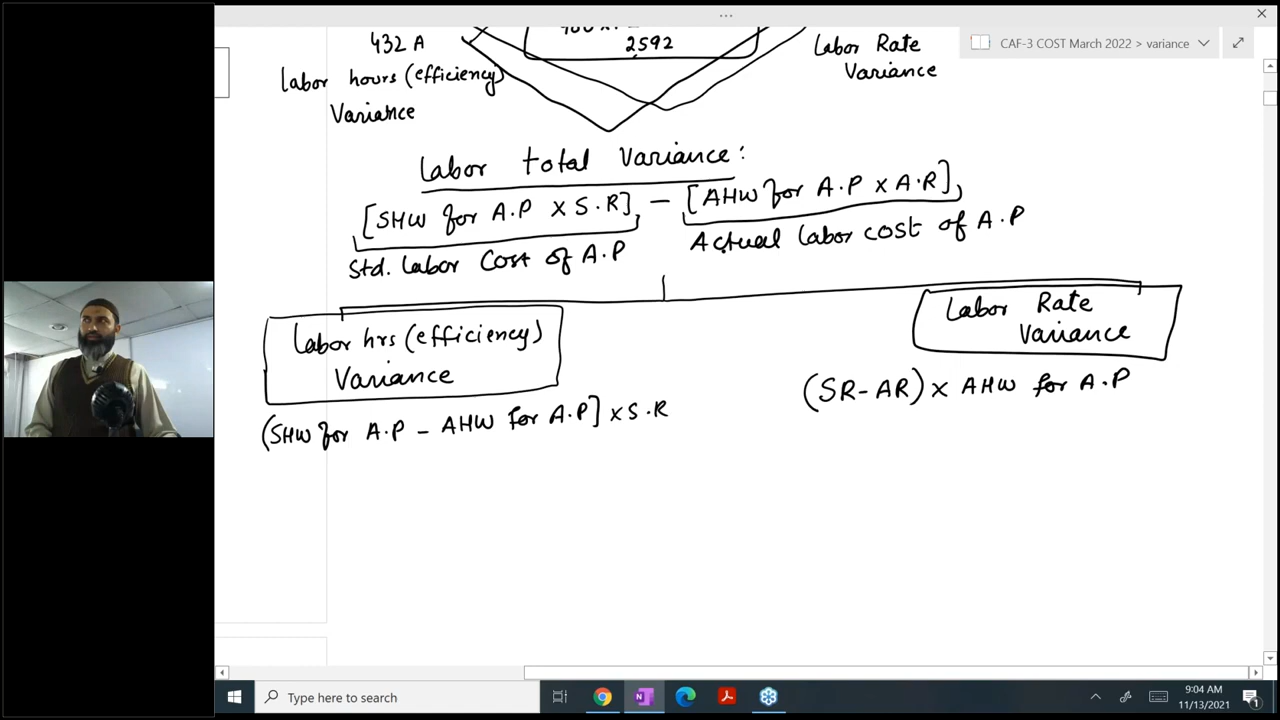 CAF-3 COST March 2022 > variance
2592
432 A
Labor hours (efficiency)
Variance
Labor Rate
Variance
Labor total Variance:
[SHW for A.P X S.R] - [AHW for A.P X A.R]
Std. Labor Cost of A.P
Actual labor cost of A.P
Labor hrs (efficiency)
Variance
Labor Rate
Variance
(SHW for A.P - AHW for A.P] x S.R
(SR-AR) x AHW for A.P
Type here to search
9:04 AM
11/13/2021
1